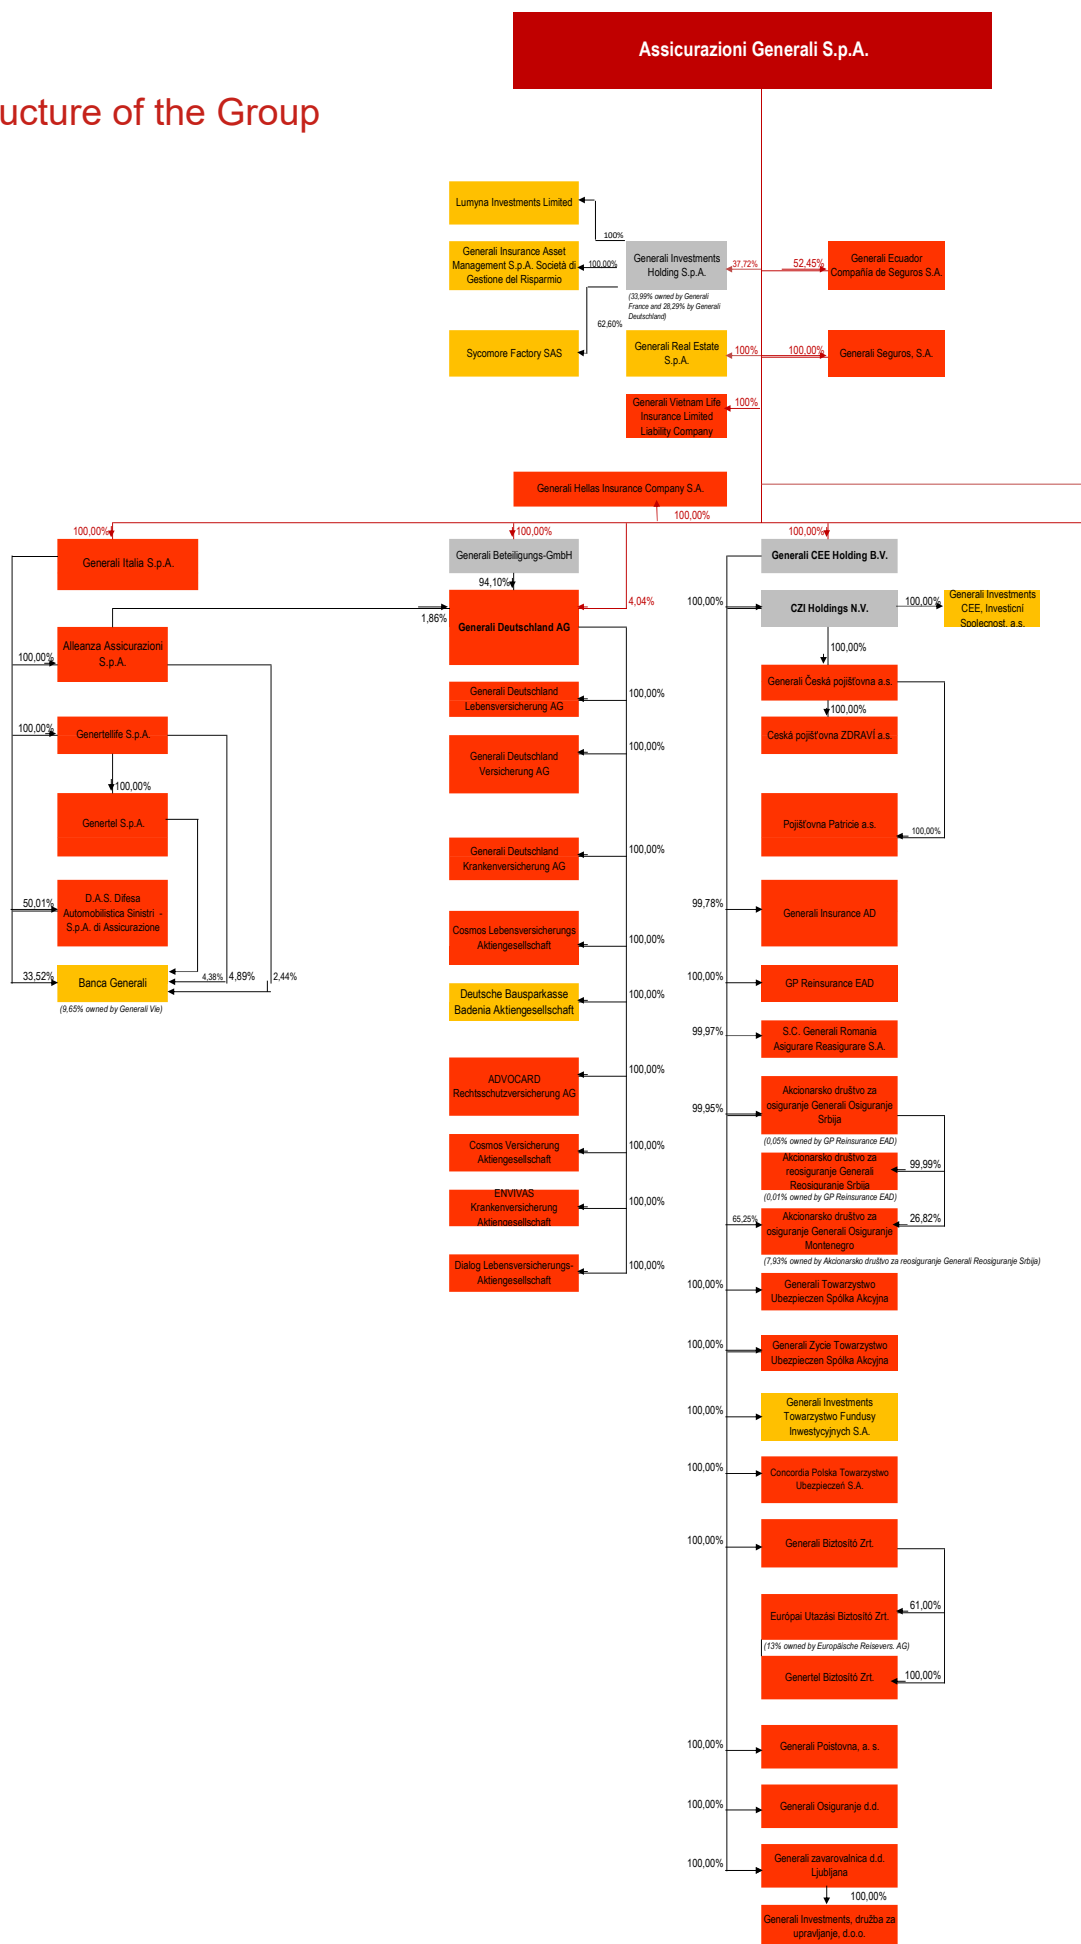 Assicurazioni Generali S.p.A.
ucture of the Group
Lumyna Investments Limited
100%
Generali Insurance Asset
Management S.p.A. Società di
Gestione del Risparmio
100,00%
Generali Investments
Holding S.p.A.
37,72%
52,45%
Generali Ecuador
Compañía de Seguros S.A.
(33,99% owned by Generali
France and 28,29% by Generali
Deutschland)
62,60%
Sycomore Factory SAS
Generali Real Estate
S.p.A.
100%
100,00%
Generali Seguros, S.A.
Generali Vietnam Life
Insurance Limited
Liability Company
100%
Generali Hellas Insurance Company S.A.
100,00%
100,00%
100,00%
100,00%
Generali Italia S.p.A.
Generali Beteiligungs-GmbH
Generali CEE Holding B.V.
94,10%
4,04%
1,86%
Generali Deutschland AG
100,00%
CZI Holdings N.V.
100,00%
Generali Investments
CEE, Investicní
Spolecnost, a.s.
Alleanza Assicurazioni
S.p.A.
100,00%
100,00%
Generali Česká pojišťovna a.s.
Generali Deutschland
Lebensversicherung AG
100,00%
100,00%
Ceská pojišťovna ZDRAVÍ a.s.
100,00%
Genertellife S.p.A.
Generali Deutschland
Versicherung AG
100,00%
100,00%
Genertel S.p.A.
Pojišťovna Patricie a.s.
100,00%
Generali Deutschland
Krankenversicherung AG
100,00%
50,01%
D.A.S. Difesa
Automobilistica Sinistri -
S.p.A. di Assicurazione
99,78%
Generali Insurance AD
Cosmos Lebensversicherungs
Aktiengesellschaft
100,00%
33,52%
Banca Generali
4,38%
4,89%
2,44%
(9,65% owned by Generali Vie)
Deutsche Bausparkasse
Badenia Aktiengesellschaft
100,00%
100,00%
GP Reinsurance EAD
99,97%
S.C. Generali Romania
Asigurare Reasigurare S.A.
ADVOCARD
Rechtsschutzversicherung AG
100,00%
99,95%
Akcionarsko društvo za
osiguranje Generali Osiguranje
Srbija
(0,05% owned by GP Reinsurance EAD)
Cosmos Versicherung
Aktiengesellschaft
100,00%
Akcionarsko društvo za
reosiguranje Generali
Reosiguranje Srbija
99,99%
(0,01% owned by GP Reinsurance EAD)
ENVIVAS
Krankenversicherung
Aktiengesellschaft
100,00%
65,25%
Akcionarsko društvo za
osiguranje Generali Osiguranje
Montenegro
26,82%
(7,93% owned by Akcionarsko društvo za reosiguranje Generali Reosiguranje Srbija)
Dialog Lebensversicherungs-
Aktiengesellschaft
100,00%
100,00%
Generali Towarzystwo
Ubezpieczen Spólka Akcyjna
100,00%
Generali Zycie Towarzystwo
Ubezpieczen Spólka Akcyjna
100,00%
Generali Investments
Towarzystwo Fundusy
Inwestycyjnych S.A.
100,00%
Concordia Polska Towarzystwo
Ubezpieczeń S.A.
100,00%
Generali Biztosító Zrt.
Európai Utazási Biztosító Zrt.
61,00%
(13% owned by Europäische Reisevers. AG)
Genertel Biztosító Zrt.
100,00%
100,00%
Generali Poistovna, a. s.
100,00%
Generali Osiguranje d.d.
100,00%
Generali zavarovalnica d.d.
Ljubljana
100,00%
Generali Investments, družba za
upravljanje, d.o.o.